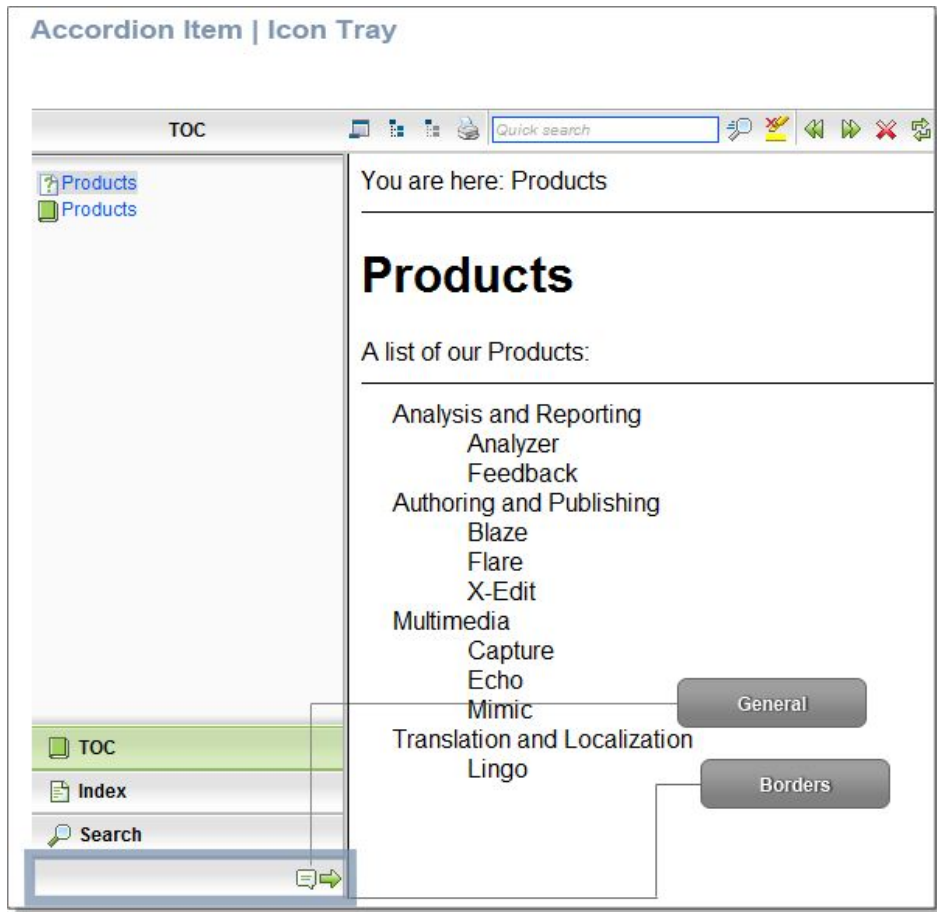 Accordion Item | Icon Tray
TOC
Quick search
Products
Products
You are here: Products
Products
A list of our Products:
Analysis and Reporting
Analyzer
Feedback
Authoring and Publishing
Blaze
Flare
X-Edit
Multimedia
Capture
Echo
Mimic
Translation and Localization
Lingo
General
Borders
TOC
Index
Search